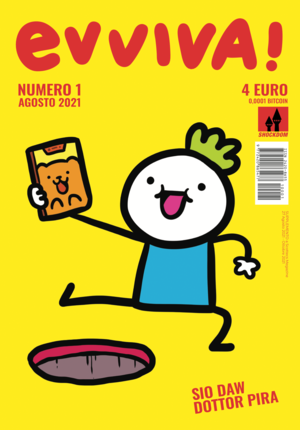 evviva!
NUMERO 1
AGOSTO 2021
4 EURO
0,0001 BITCOIN
SHOCKDOM
SIO DAW
DOTTOR PIRA